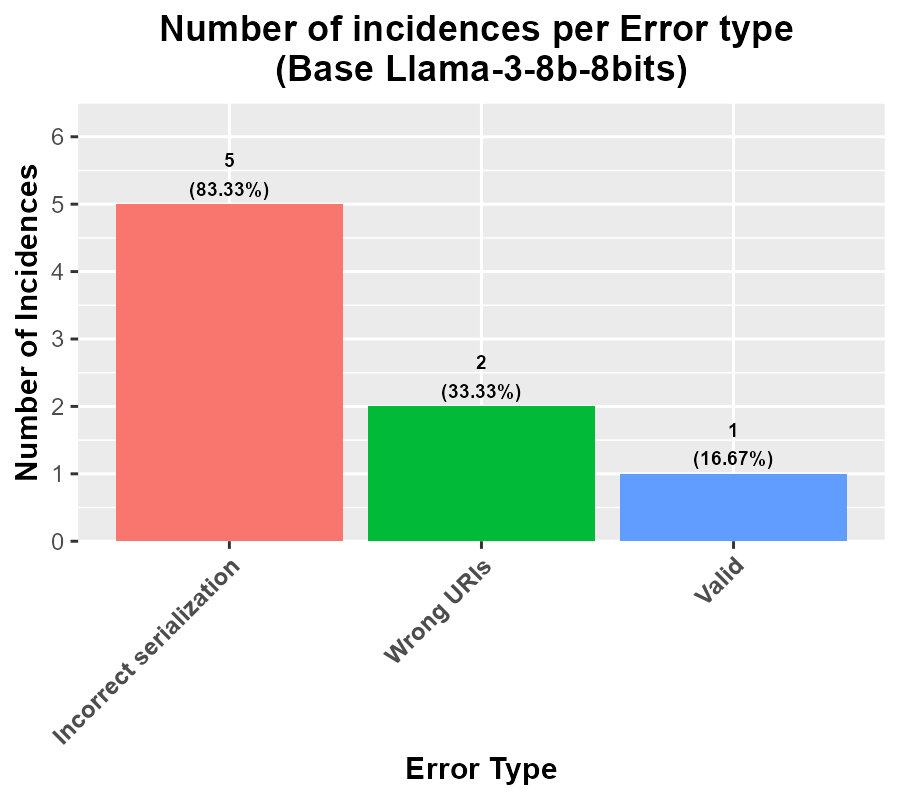 Number of incidences per Error type
(Base Llama-3-8b-8bits)
Number of Incidences
6
5
4
3
2
1
0
5
(83.33%)
2
(33.33%)
1
(16.67%)
Incorrect serialization
Wrong URIs
Valid
Error Type